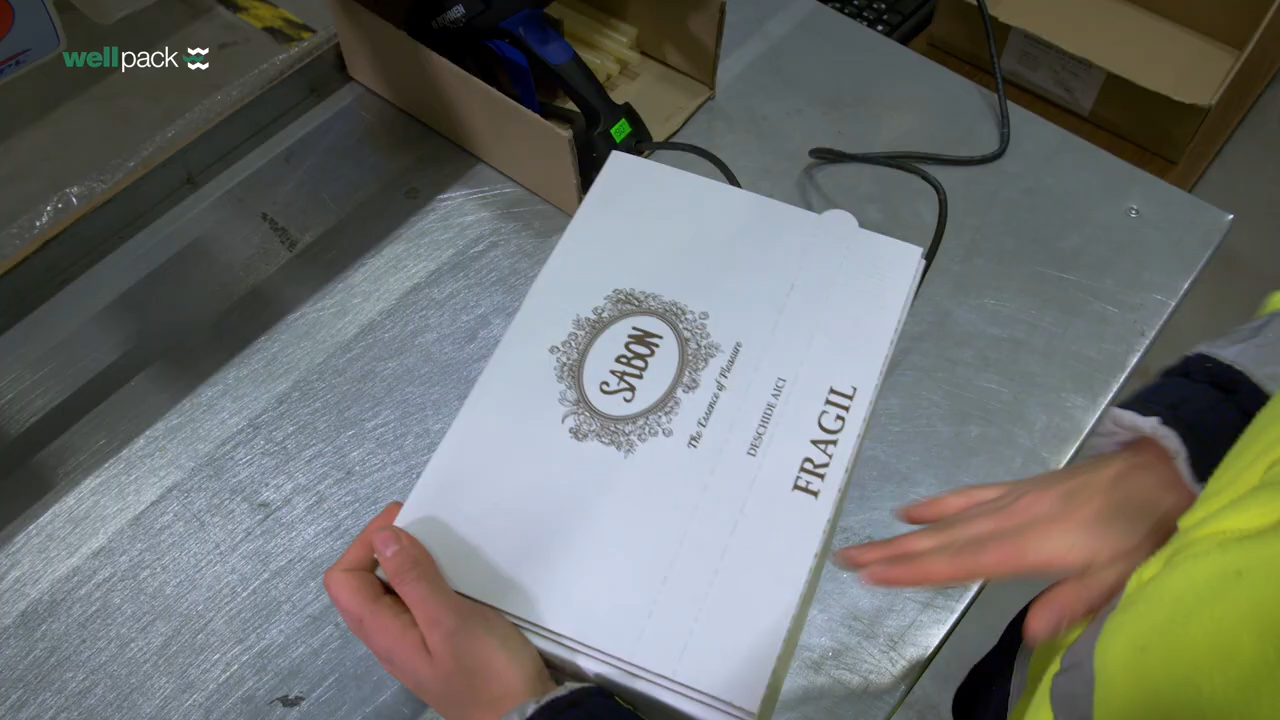 wellpack
SABON
The Essence of Pleasure
DESCHIDE AICI
FRAGIL